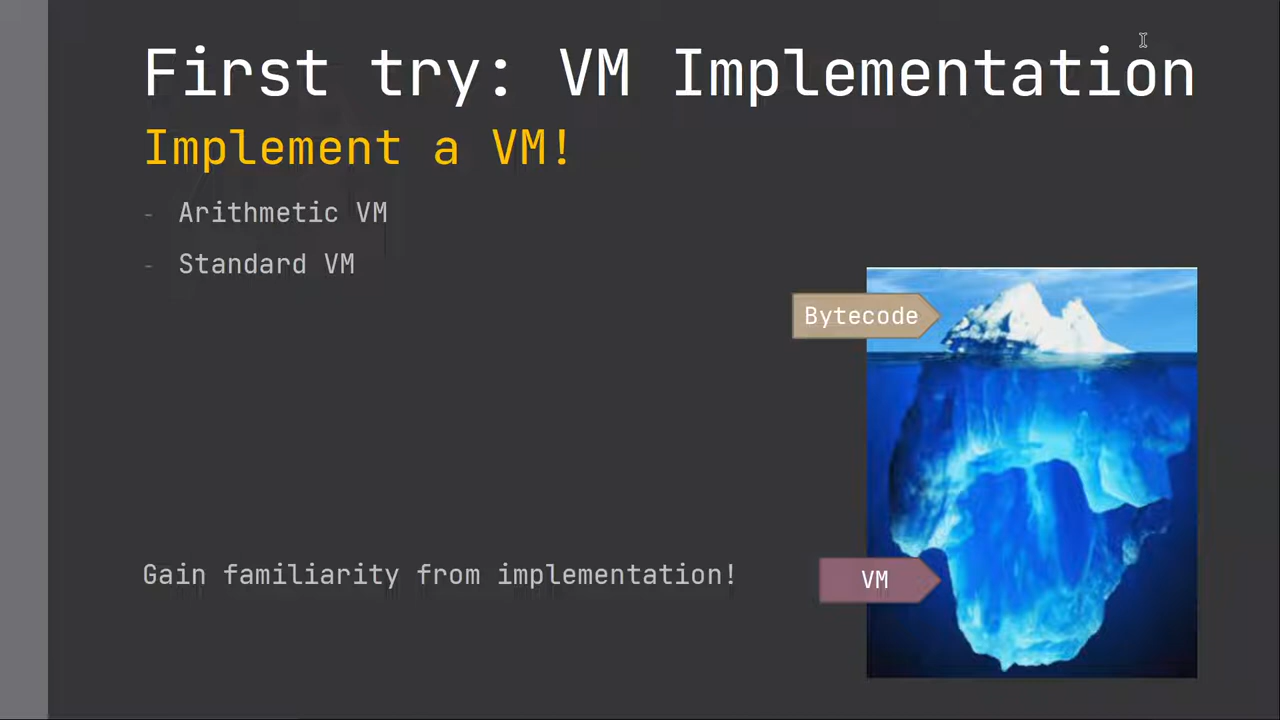 First try: VM Implementation
Implement a VM!
- Arithmetic VM
- Standard VM
Bytecode
Gain familiarity from implementation!
VM